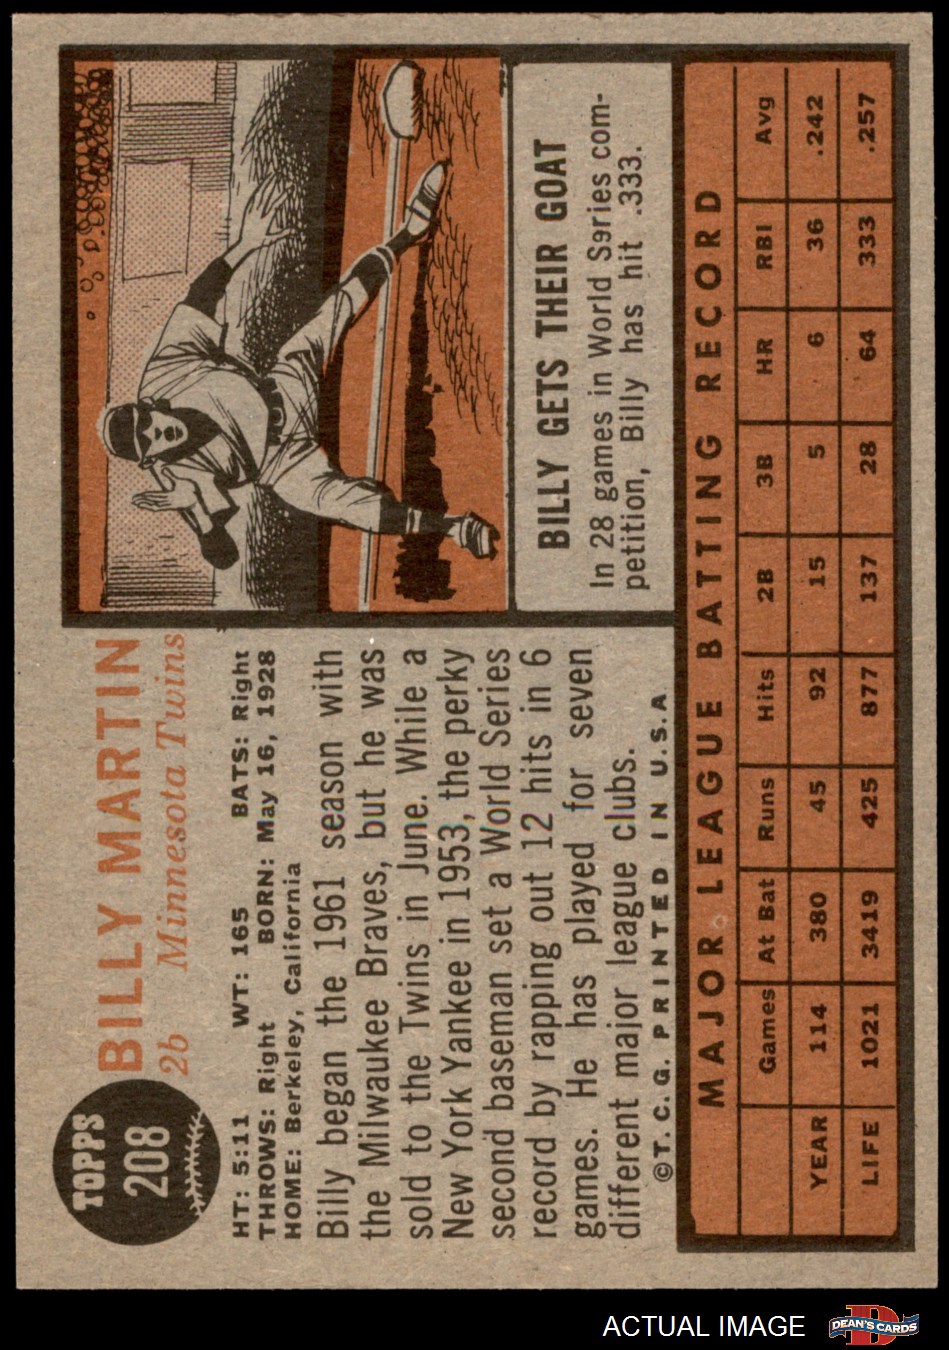 TOPPS
208
BILLY MARTIN
2b Minnesota Twins
HT: 5:11 WT: 165 BATS: Right
THROWS: Right BORN: May 16, 1928
HOME: Berkeley, California
Billy began the 1961 season with
the Milwaukee Braves, but he was
sold to the Twins in June. While a
New York Yankee in 1953, the perky
second baseman set a World Series
record by rapping out 12 hits in 6
games. He has played for seven
different major league clubs.
©T. C. G. PRINTED IN U.S.A
BILLY GETS THEIR GOAT
In 28 games in World Series com-
petition, Billy has hit .333.
MAJOR LEAGUE BATTING RECORD
Games At Bat Runs Hits 2B 3B HR RBI Avg
YEAR 114 380 45 92 15 5 6 36 .242
LIFE 1021 3419 425 877 137 28 64 333 .257
ACTUAL IMAGE
DEAN'S CARDS